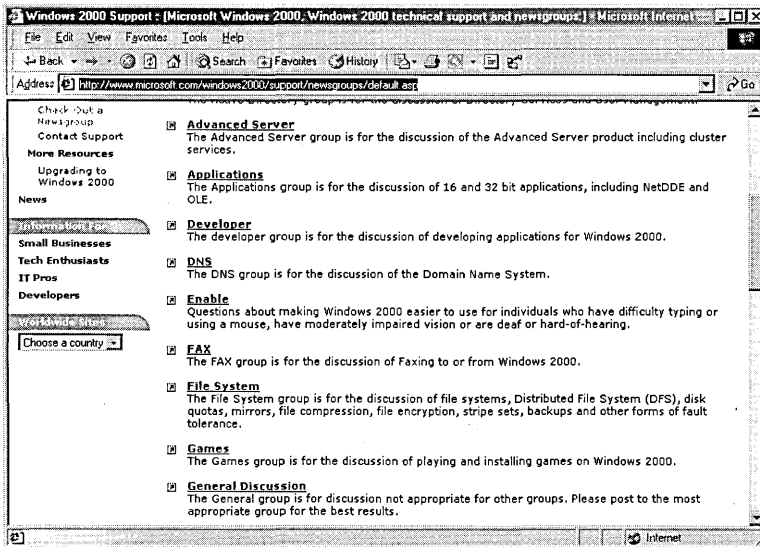 Windows 2000 Support : [Microsoft Windows 2000, Windows 2000 technical support and newsgroups:] - Microsoft Internet
File Edit View Favorites Tools Help
Back Search Favorites History
Address http://www.microsoft.com/windows2000/support/newsgroups/default.asp Go
Check Out a
Newsgroup
Contact Support
More Resources
Upgrading to
Windows 2000
News
Information For
Small Businesses
Tech Enthusiasts
IT Pros
Developers
Worldwide Sites
Choose a country
Advanced Server
The Advanced Server group is for the discussion of the Advanced Server product including cluster
services.
Applications
The Applications group is for the discussion of 16 and 32 bit applications, including NetDDE and
OLE.
Developer
The developer group is for the discussion of developing applications for Windows 2000.
DNS
The DNS group is for the discussion of the Domain Name System.
Enable
Questions about making Windows 2000 easier to use for individuals who have difficulty typing or
using a mouse, have moderately impaired vision or are deaf or hard-of-hearing.
FAX
The FAX group is for the discussion of Faxing to or from Windows 2000.
File System
The File System group is for the discussion of file systems, Distributed File System (DFS), disk
quotas, mirrors, file compression, file encryption, stripe sets, backups and other forms of fault
tolerance.
Games
The Games group is for the discussion of playing and installing games on Windows 2000.
General Discussion
The General group is for discussion not appropriate for other groups. Please post to the most
appropriate group for the best results.
Internet